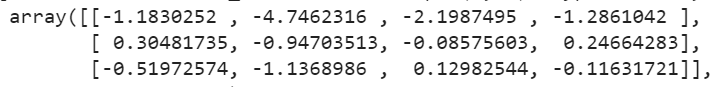 array([[-1.1830252 , -4.7462316 , -2.1987495 , -1.2861042 ],
[ 0.30481735, -0.94703513, -0.08575603, 0.24664283],
[-0.51972574, -1.1368986 , 0.12982544, -0.11631721]],